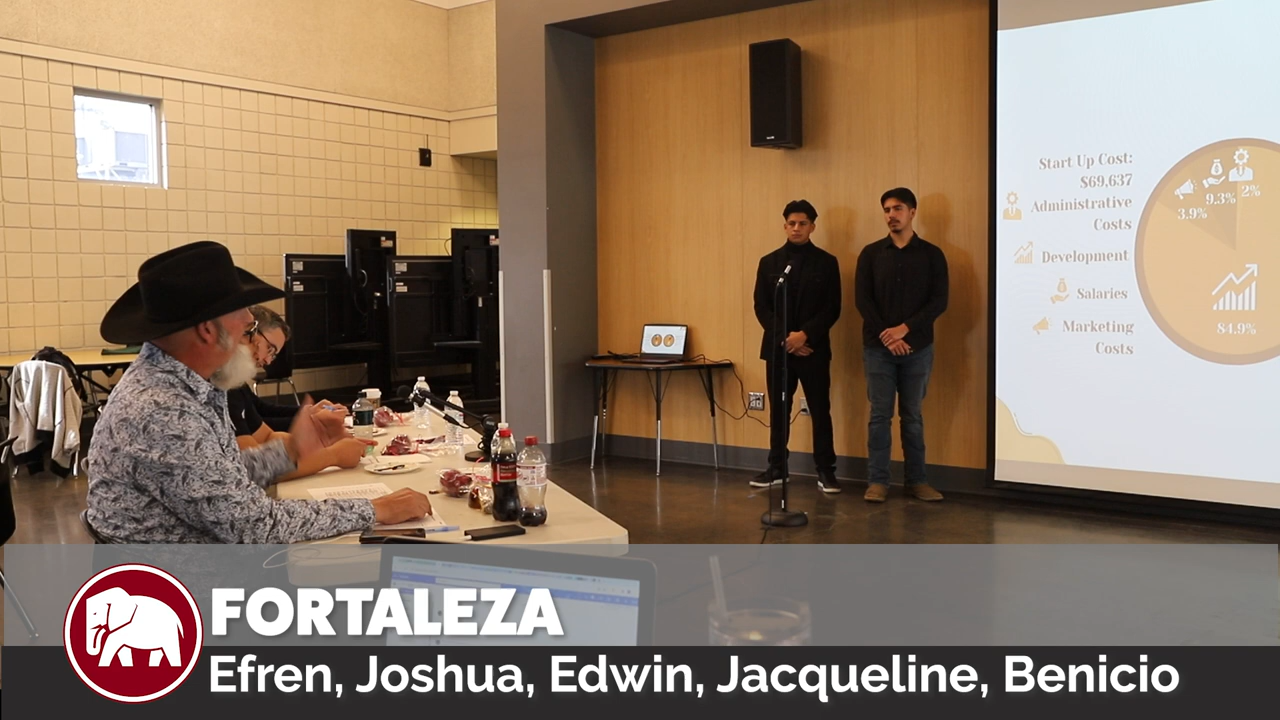 Start Up Cost:
$69,637
Administrative
Costs
Development
Salaries
Marketing
Costs
3.9%
9.3%
2%
84.9%
FORTALEZA
Efren, Joshua, Edwin, Jacqueline, Benicio